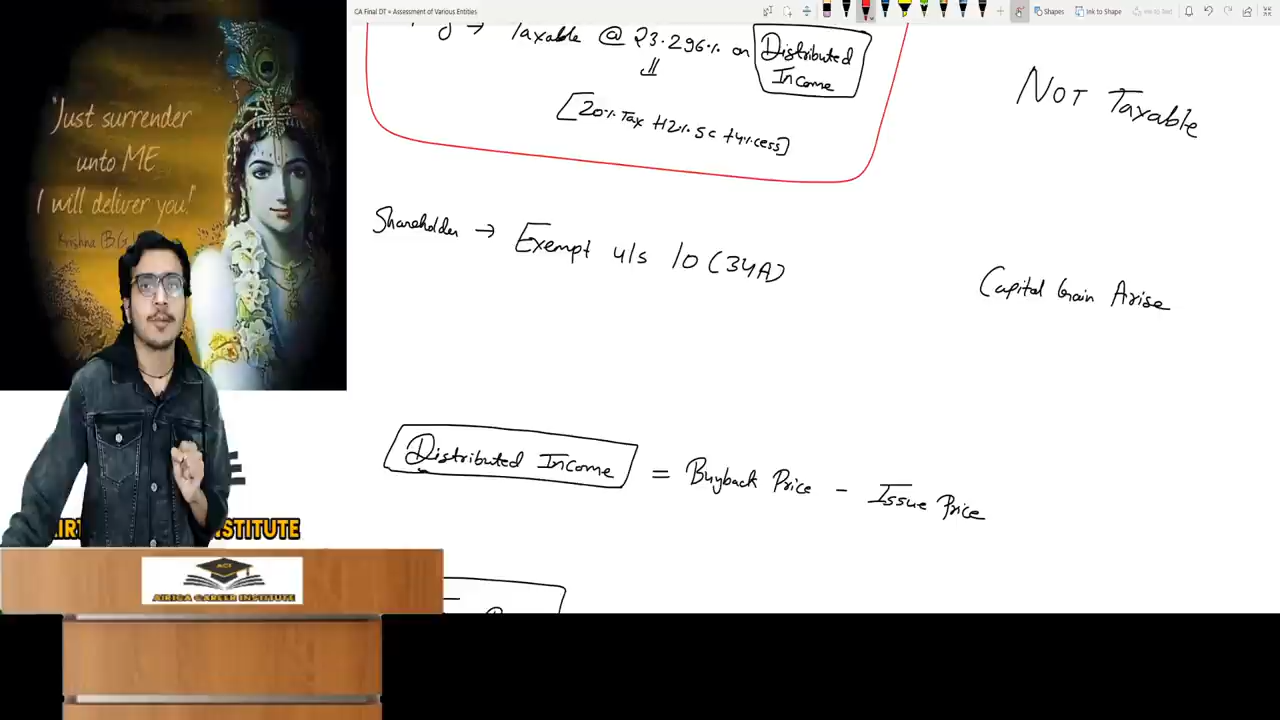 CA Final DT = Assessment of Various Entities
Shapes
Ink to Shape
Taxable @ 23.296% on Distributed Income
[20% Tax +12% SC +4% cess]
NOT Taxable
"Just surrender
unto ME
I will deliver you!"
Krishna (B.G.
Shareholder → Exempt u/s 10(34A)
Capital Gain Arise
Distributed Income = Buyback Price - Issue Price
INSTITUTE
ACI
AIRTCA CAREER INSTITUTE